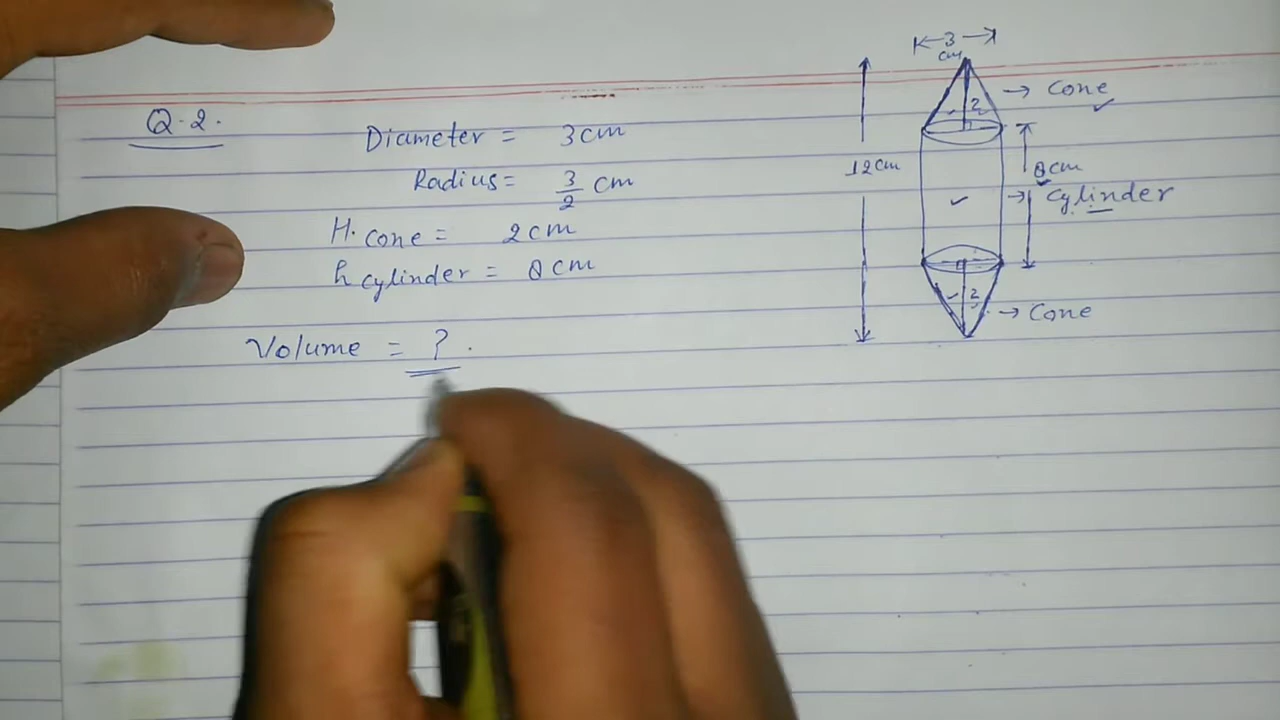 Q.2.
Diameter = 3cm
Radius = 3/2 cm
H. cone = 2cm
h cylinder = 8cm
Volume = ?.
3
cm
→ Cone
2
12cm
8cm
→ Cylinder
2
→ Cone